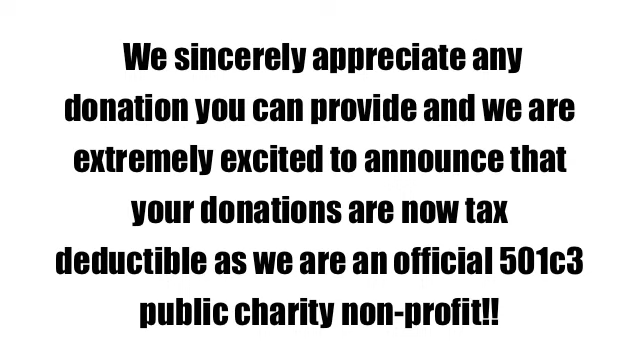 We sincerely appreciate any
donation you can provide and we are
extremely excited to announce that
your donations are now tax
deductible as we are an official 501c3
public charity non-profit!!